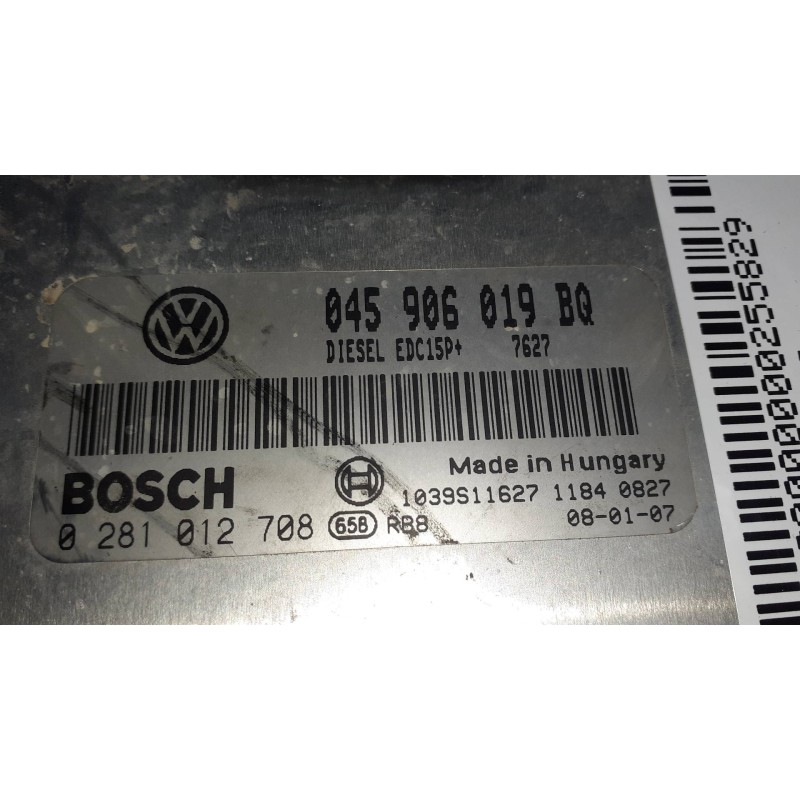 045 906 019 BQ
DIESEL EDC15P+ 7627
BOSCH
Made in Hungary
1039S11627 1184 0827
0 281 012 708 658 RB8
08-01-07